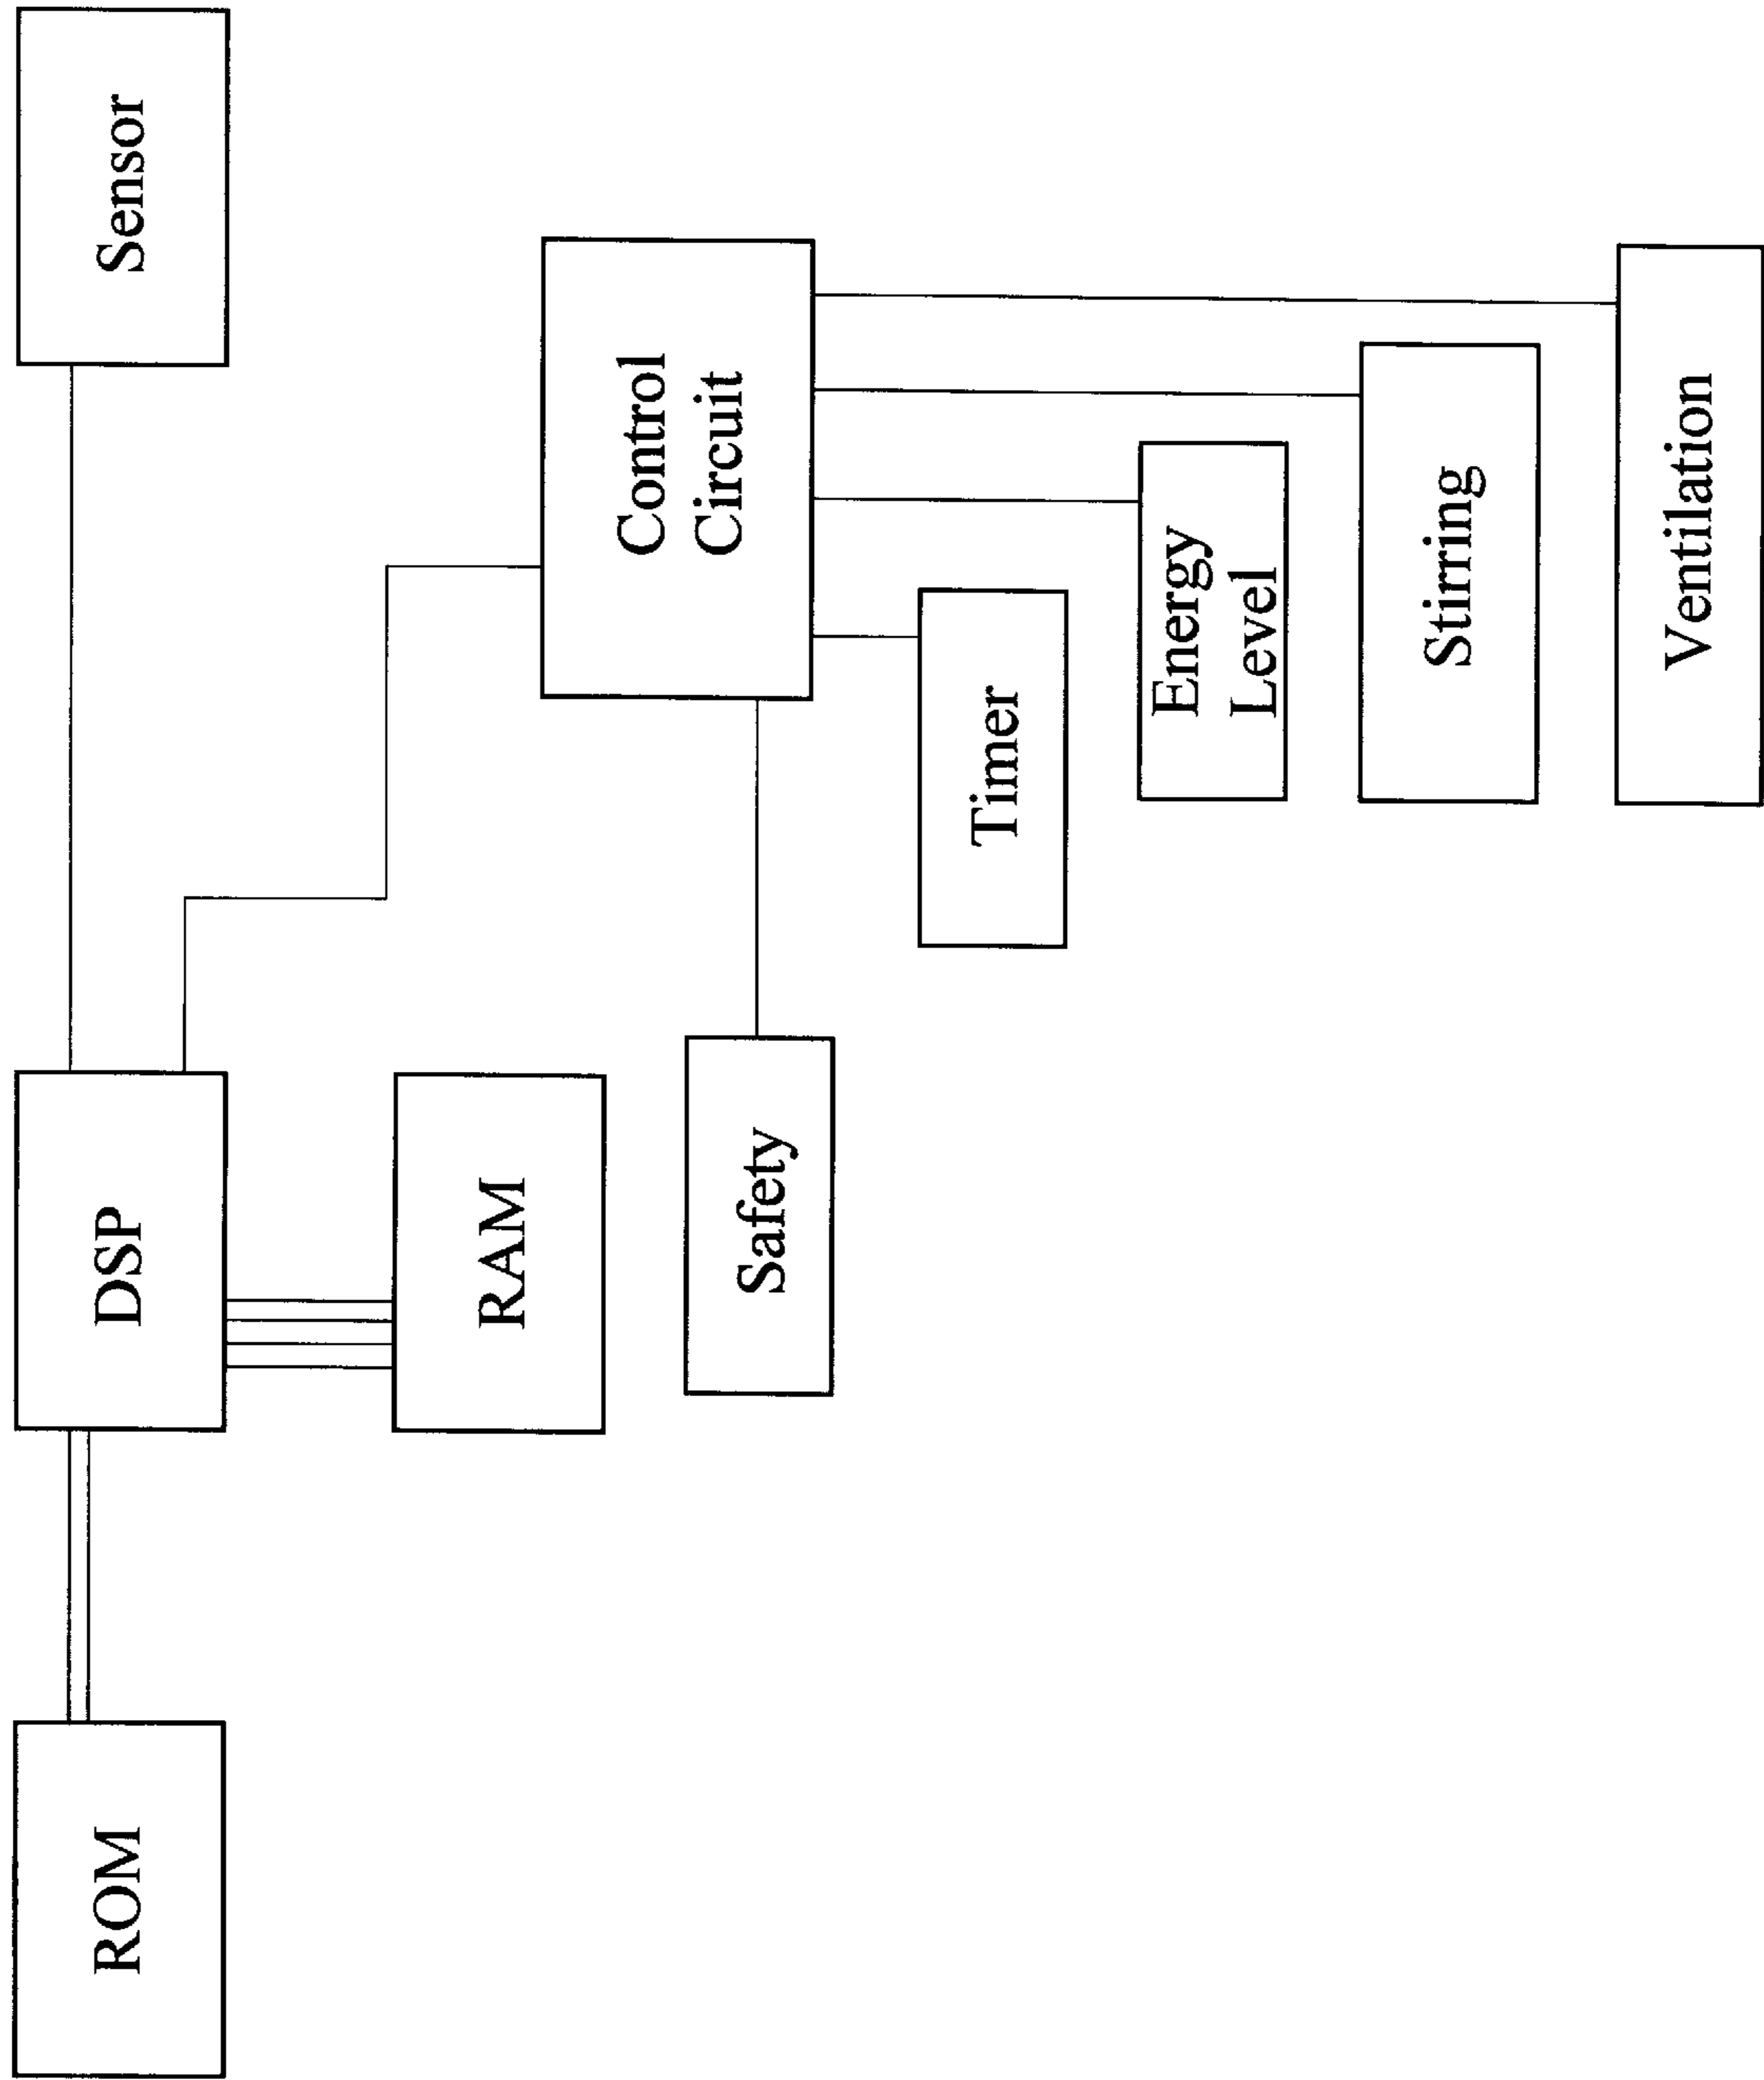 ROM
DSP
Sensor
RAM
Control
Circuit
Safety
Timer
Energy
Level
Stirring
Ventilation